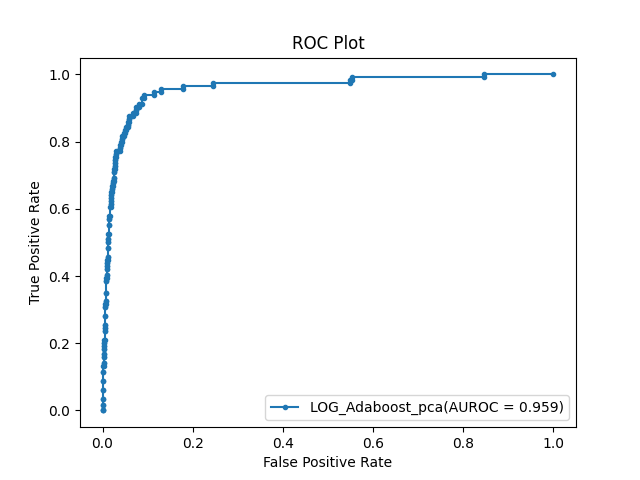 ROC Plot
1.0
0.8
0.6
0.4
0.2
0.0
True Positive Rate
LOG_Adaboost_pca(AUROC = 0.959)
0.0 0.2 0.4 0.6 0.8 1.0
False Positive Rate